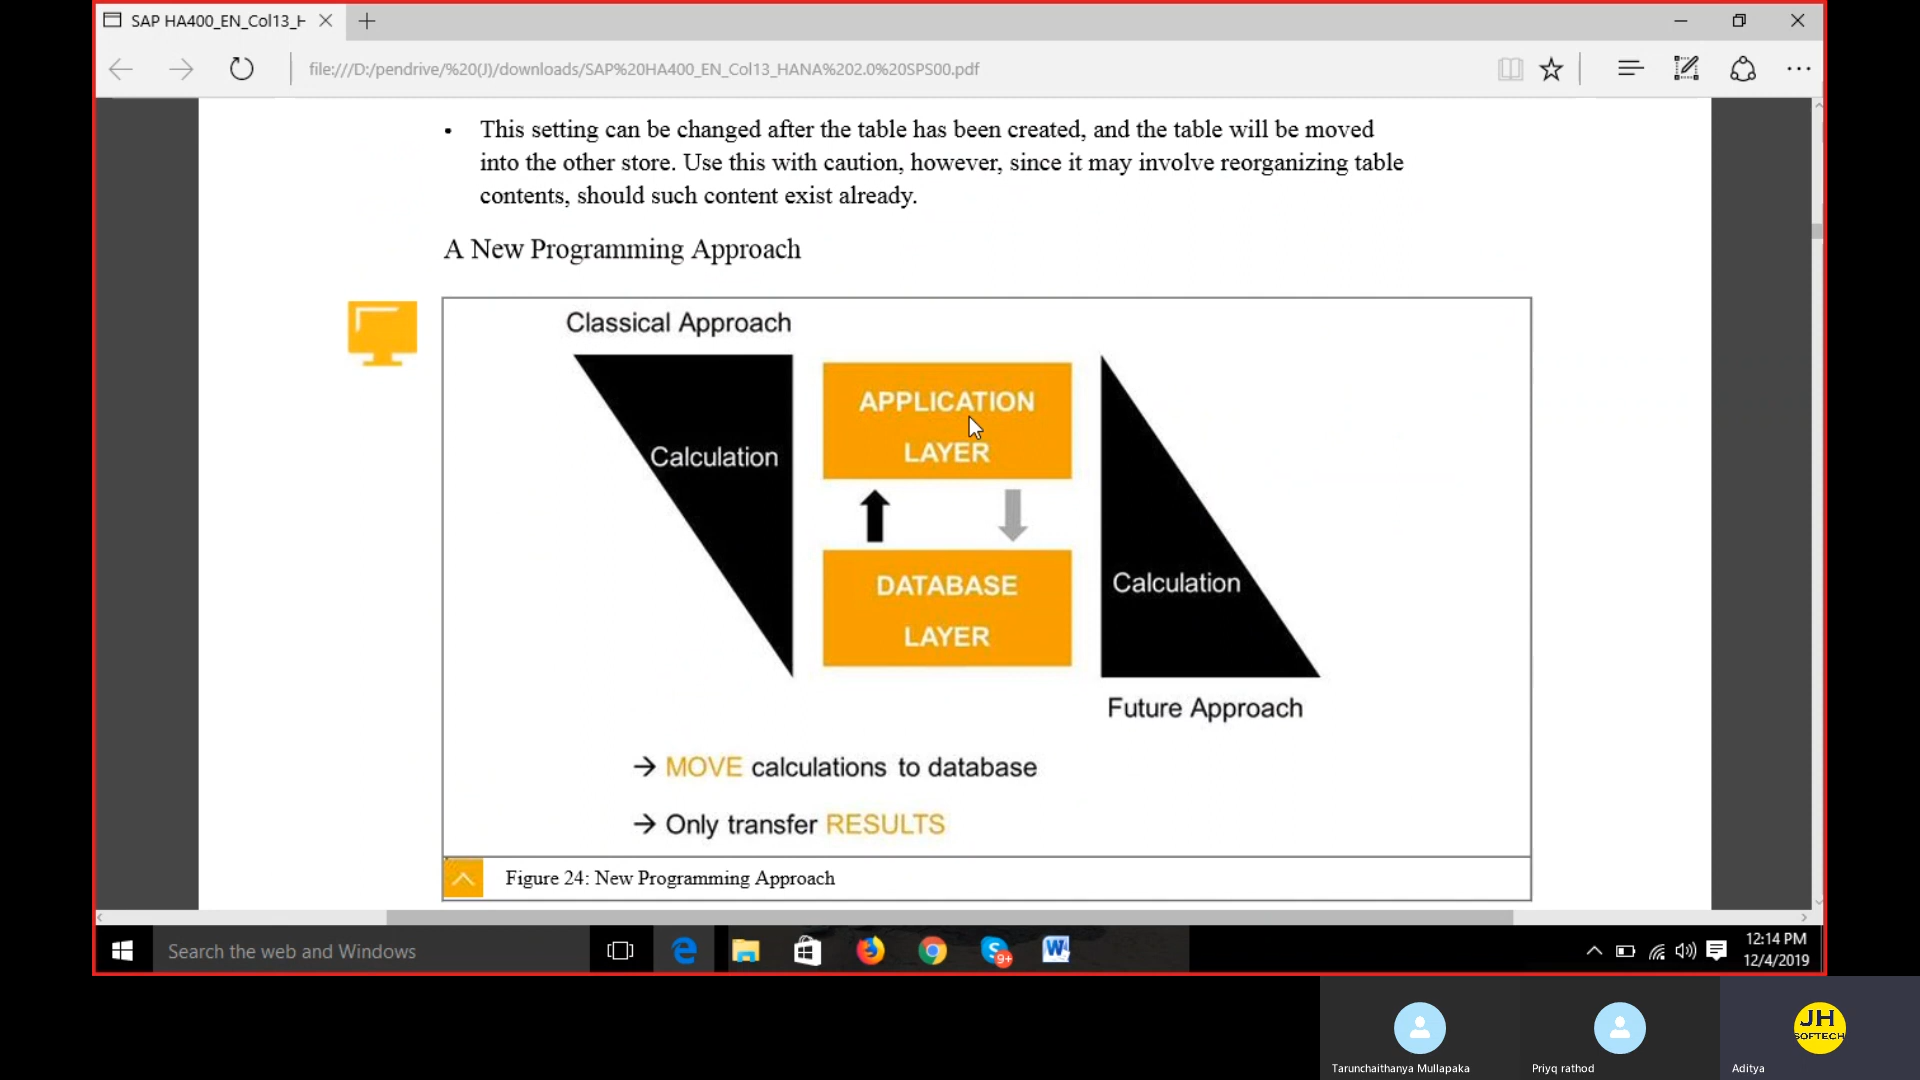 SAP HA400_EN_Col13_H
file:///D:/pendrive/%20(J)/downloads/SAP%20HA400_EN_Col13_HANA%202.0%20SPS00.pdf
• This setting can be changed after the table has been created, and the table will be moved
into the other store. Use this with caution, however, since it may involve reorganizing table
contents, should such content exist already.
A New Programming Approach
Classical Approach
APPLICATION
LAYER
Calculation
DATABASE
LAYER
Calculation
Future Approach
→ MOVE calculations to database
→ Only transfer RESULTS
Figure 24: New Programming Approach
Search the web and Windows
9+
W
12:14 PM
12/4/2019
JH
SOFTECH
Tarunchaithanya Mullapaka
Priyq rathod
Aditya